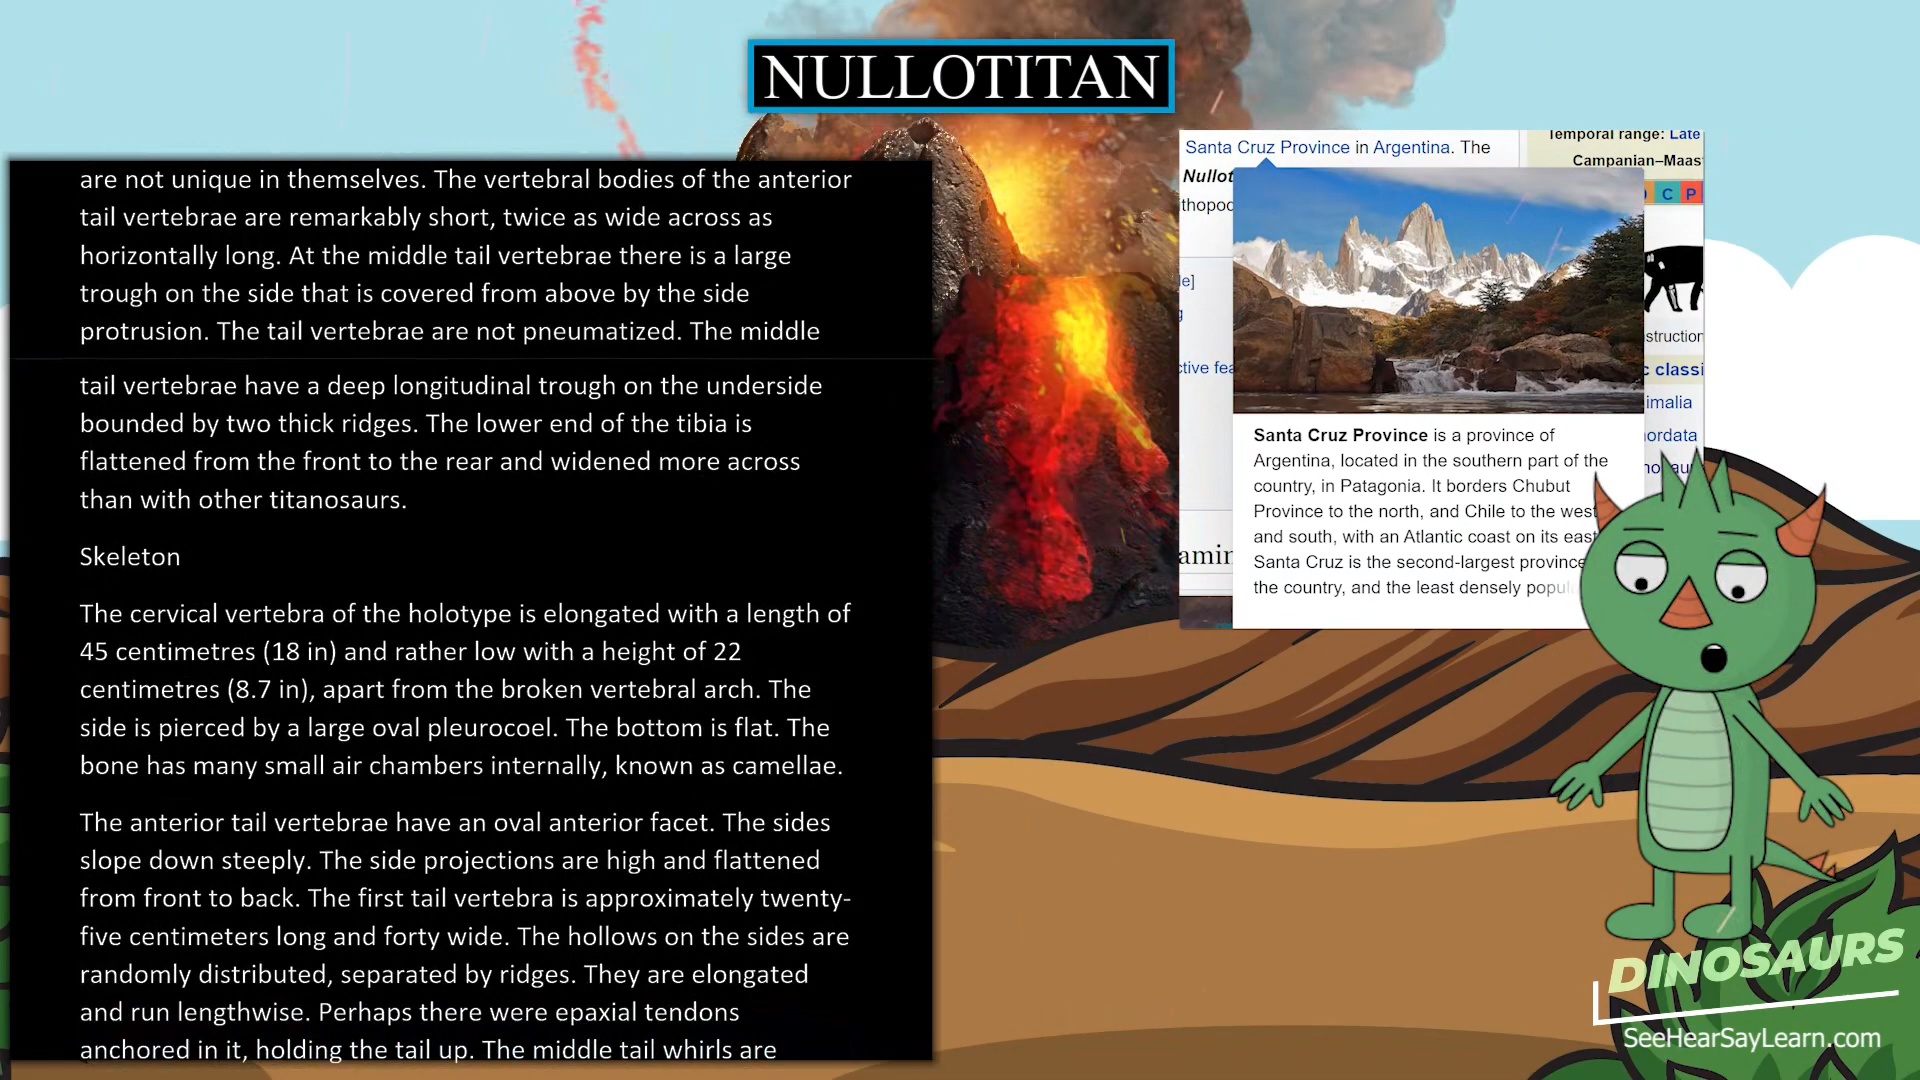 NULLOTITAN
are not unique in themselves. The vertebral bodies of the anterior
tail vertebrae are remarkably short, twice as wide across as
horizontally long. At the middle tail vertebrae there is a large
trough on the side that is covered from above by the side
protrusion. The tail vertebrae are not pneumatized. The middle
tail vertebrae have a deep longitudinal trough on the underside
bounded by two thick ridges. The lower end of the tibia is
flattened from the front to the rear and widened more across
than with other titanosaurs.
Skeleton
The cervical vertebra of the holotype is elongated with a length of
45 centimetres (18 in) and rather low with a height of 22
centimetres (8.7 in), apart from the broken vertebral arch. The
side is pierced by a large oval pleurocoel. The bottom is flat. The
bone has many small air chambers internally, known as camellae.
The anterior tail vertebrae have an oval anterior facet. The sides
slope down steeply. The side projections are high and flattened
from front to back. The first tail vertebra is approximately twenty-
five centimeters long and forty wide. The hollows on the sides are
randomly distributed, separated by ridges. They are elongated
and run lengthwise. Perhaps there were epaxial tendons
anchored in it, holding the tail up. The middle tail whirls are
Santa Cruz Province in Argentina. The
Temporal range: Late
Campanian–Maas
C P
Santa Cruz Province is a province of
Argentina, located in the southern part of the
country, in Patagonia. It borders Chubut
Province to the north, and Chile to the west
and south, with an Atlantic coast on its east
Santa Cruz is the second-largest province
the country, and the least densely popul
DINOSAURS
SeeHearSayLearn.com